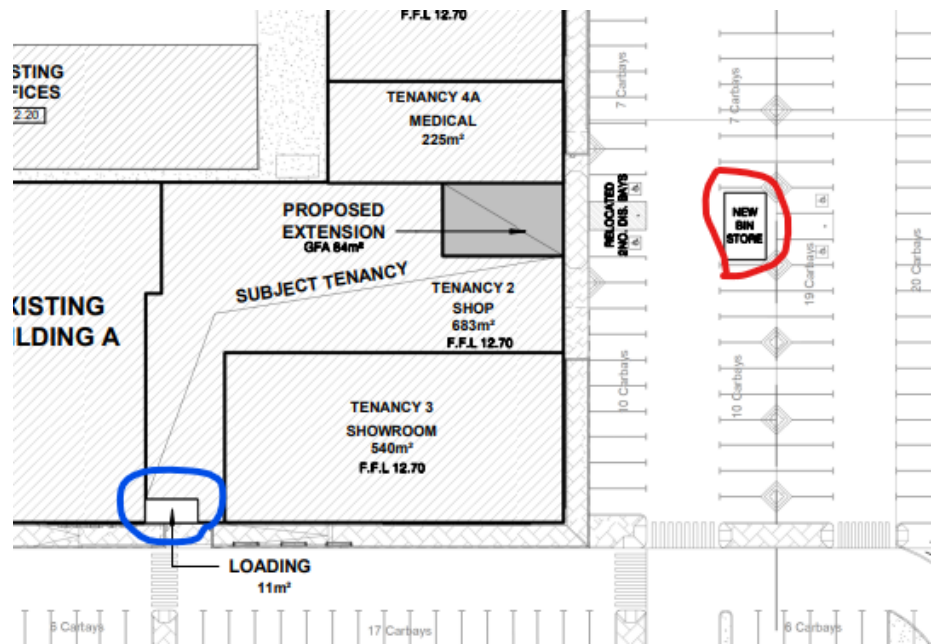 F.F.L 12.70
STING
FICES
2.20
TENANCY 4A
MEDICAL
225m²
7 Carbays
7 Carbays
PROPOSED
EXTENSION
GFA 84m²
RELOCATED
2NO. DIS. BAYS
NEW
BIN
STORE
SUBJECT TENANCY
TENANCY 2
SHOP
683m²
F.F.L 12.70
19 Carbays
20 Carbays
XISTING
ILDING A
10 Carbays
10 Carbays
TENANCY 3
SHOWROOM
540m²
F.F.L 12.70
LOADING
11m²
6 Carbays
17 Carbays
6 Carbays